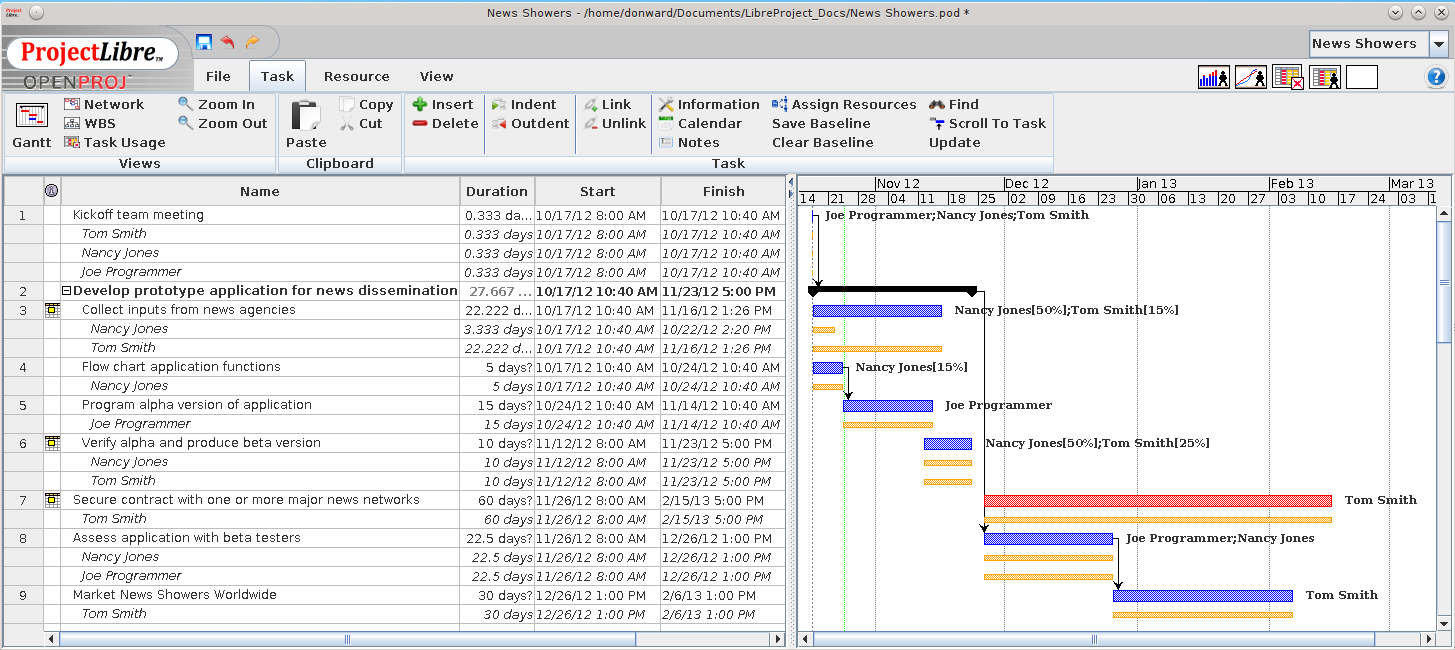 News Showers - /home/donward/Documents/LibreProject_Docs/News Showers.pod *
Project
Libre.
ProjectLibre™
OPENPROJ
News Showers
File Task Resource View
?
Gantt
Network
WBS
Task Usage
Zoom In
Zoom Out
Views
Paste
Copy
Cut
Clipboard
Insert
Delete
Indent
Outdent
Link
Unlink
Information
Calendar
Notes
Assign Resources
Save Baseline
Clear Baseline
Find
Scroll To Task
Update
Task
Name Duration Start Finish
1 Kickoff team meeting 0.333 da... 10/17/12 8:00 AM 10/17/12 10:40 AM
Tom Smith 0.333 days 10/17/12 8:00 AM 10/17/12 10:40 AM
Nancy Jones 0.333 days 10/17/12 8:00 AM 10/17/12 10:40 AM
Joe Programmer 0.333 days 10/17/12 8:00 AM 10/17/12 10:40 AM
2 Develop prototype application for news dissemination 27.667 ... 10/17/12 10:40 AM 11/23/12 5:00 PM
3 Collect inputs from news agencies 22.222 d... 10/17/12 10:40 AM 11/16/12 1:26 PM
Nancy Jones 3.333 days 10/17/12 10:40 AM 10/22/12 2:20 PM
Tom Smith 22.222 d... 10/17/12 10:40 AM 11/16/12 1:26 PM
4 Flow chart application functions 5 days? 10/17/12 10:40 AM 10/24/12 10:40 AM
Nancy Jones 5 days 10/17/12 10:40 AM 10/24/12 10:40 AM
5 Program alpha version of application 15 days? 10/24/12 10:40 AM 11/14/12 10:40 AM
Joe Programmer 15 days 10/24/12 10:40 AM 11/14/12 10:40 AM
6 Verify alpha and produce beta version 10 days? 11/12/12 8:00 AM 11/23/12 5:00 PM
Nancy Jones 10 days 11/12/12 8:00 AM 11/23/12 5:00 PM
Tom Smith 10 days 11/12/12 8:00 AM 11/23/12 5:00 PM
7 Secure contract with one or more major news networks 60 days? 11/26/12 8:00 AM 2/15/13 5:00 PM
Tom Smith 60 days 11/26/12 8:00 AM 2/15/13 5:00 PM
8 Assess application with beta testers 22.5 days? 11/26/12 8:00 AM 12/26/12 1:00 PM
Nancy Jones 22.5 days 11/26/12 8:00 AM 12/26/12 1:00 PM
Joe Programmer 22.5 days 11/26/12 8:00 AM 12/26/12 1:00 PM
9 Market News Showers Worldwide 30 days? 12/26/12 1:00 PM 2/6/13 1:00 PM
Tom Smith 30 days 12/26/12 1:00 PM 2/6/13 1:00 PM
Nov 12 Dec 12 Jan 13 Feb 13 Mar 13
14 21 28 04 11 18 25 02 09 16 23 30 06 13 20 27 03 10 17 24 03 1
Joe Programmer;Nancy Jones;Tom Smith
Nancy Jones[50%];Tom Smith[15%]
Nancy Jones[15%]
Joe Programmer
Nancy Jones[50%];Tom Smith[25%]
Tom Smith
Joe Programmer;Nancy Jones
Tom Smith